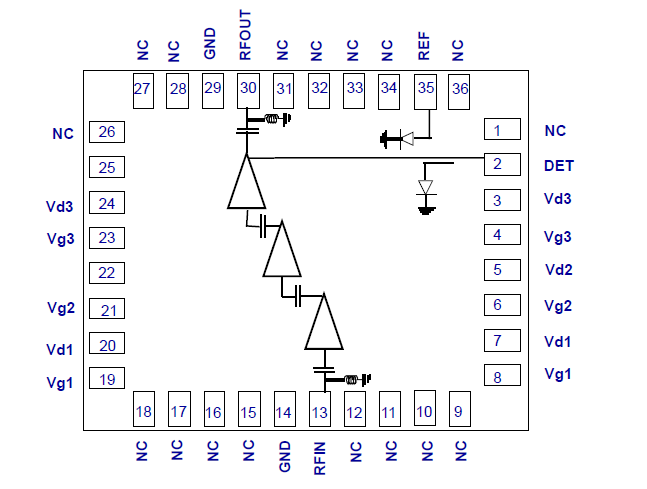 NC NC GND RFOUT NC NC NC NC REF NC
27 28 29 30 31 32 33 34 35 36
NC 26 1 NC
25 2 DET
Vd3 24 3 Vd3
Vg3 23 4 Vg3
22 5 Vd2
Vg2 21 6 Vg2
Vd1 20 7 Vd1
Vg1 19 8 Vg1
18 17 16 15 14 13 12 11 10 9
NC NC NC NC GND RFIN NC NC NC NC